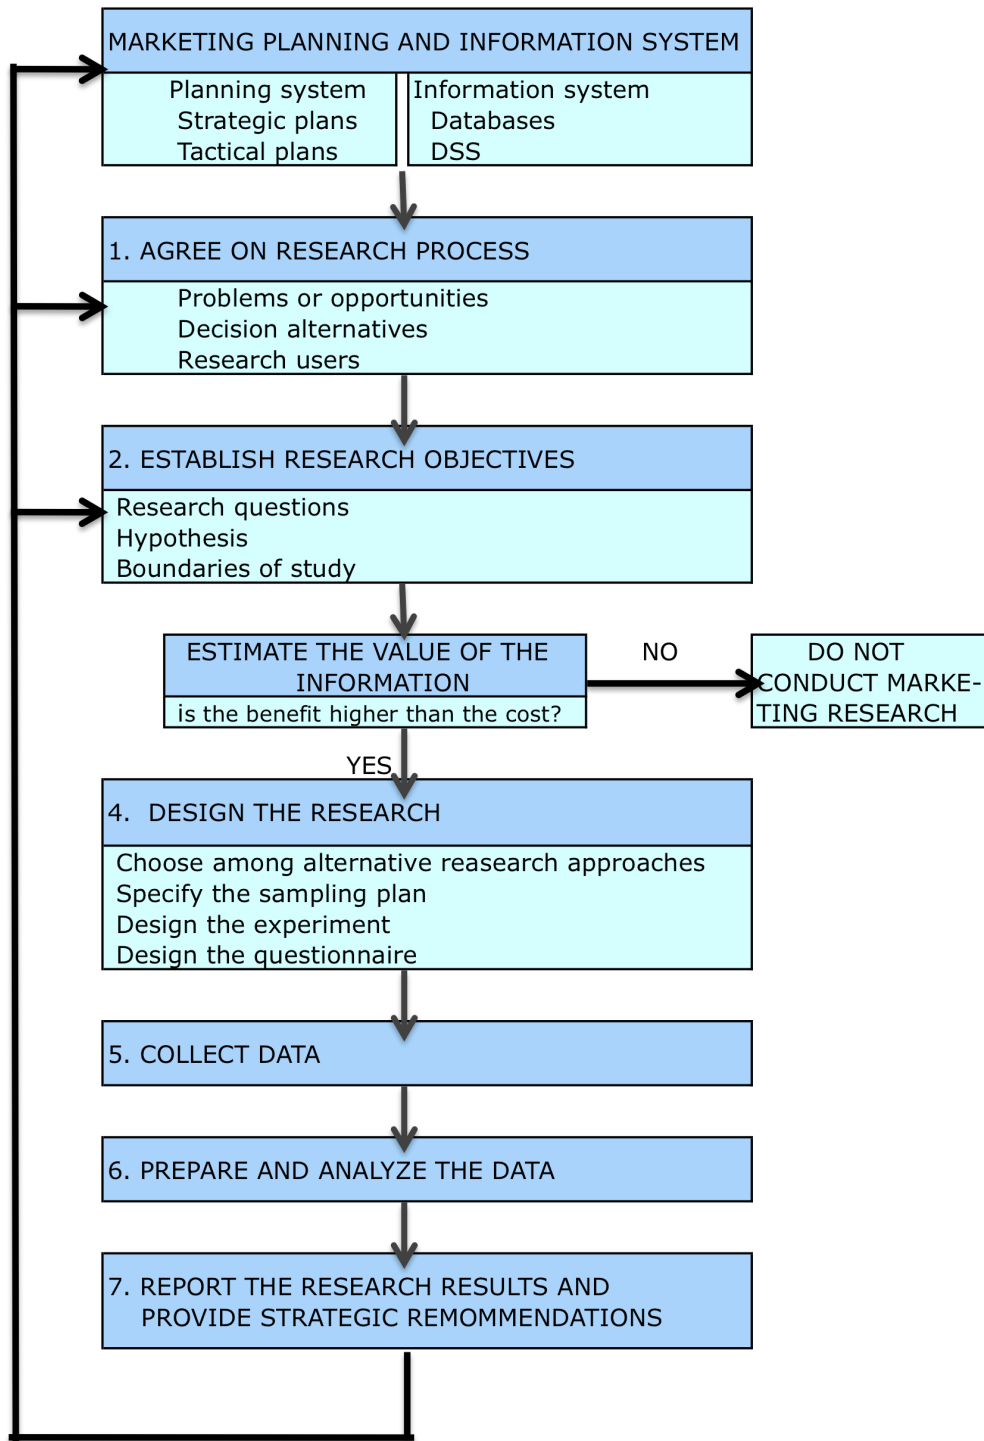 MARKETING PLANNING AND INFORMATION SYSTEM
Planning system
Strategic plans
Tactical plans
Information system
Databases
DSS
1. AGREE ON RESEARCH PROCESS
Problems or opportunities
Decision alternatives
Research users
2. ESTABLISH RESEARCH OBJECTIVES
Research questions
Hypothesis
Boundaries of study
ESTIMATE THE VALUE OF THE
INFORMATION
is the benefit higher than the cost?
NO
DO NOT
CONDUCT MARKE-
TING RESEARCH
YES
4. DESIGN THE RESEARCH
Choose among alternative reasearch approaches
Specify the sampling plan
Design the experiment
Design the questionnaire
5. COLLECT DATA
6. PREPARE AND ANALYZE THE DATA
7. REPORT THE RESEARCH RESULTS AND
PROVIDE STRATEGIC REMOMMENDATIONS